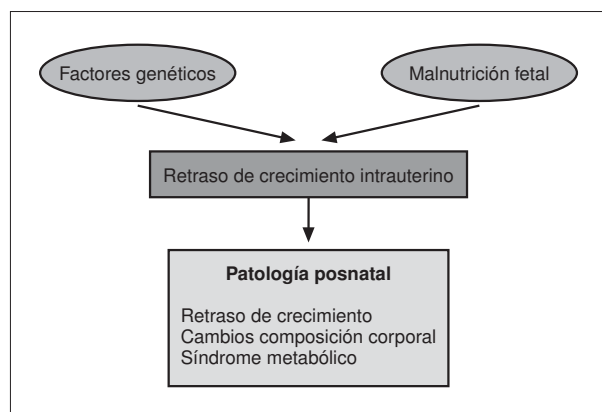 Factores genéticos
Malnutrición fetal
Retraso de crecimiento intrauterino
Patología posnatal
Retraso de crecimiento
Cambios composición corporal
Síndrome metabólico